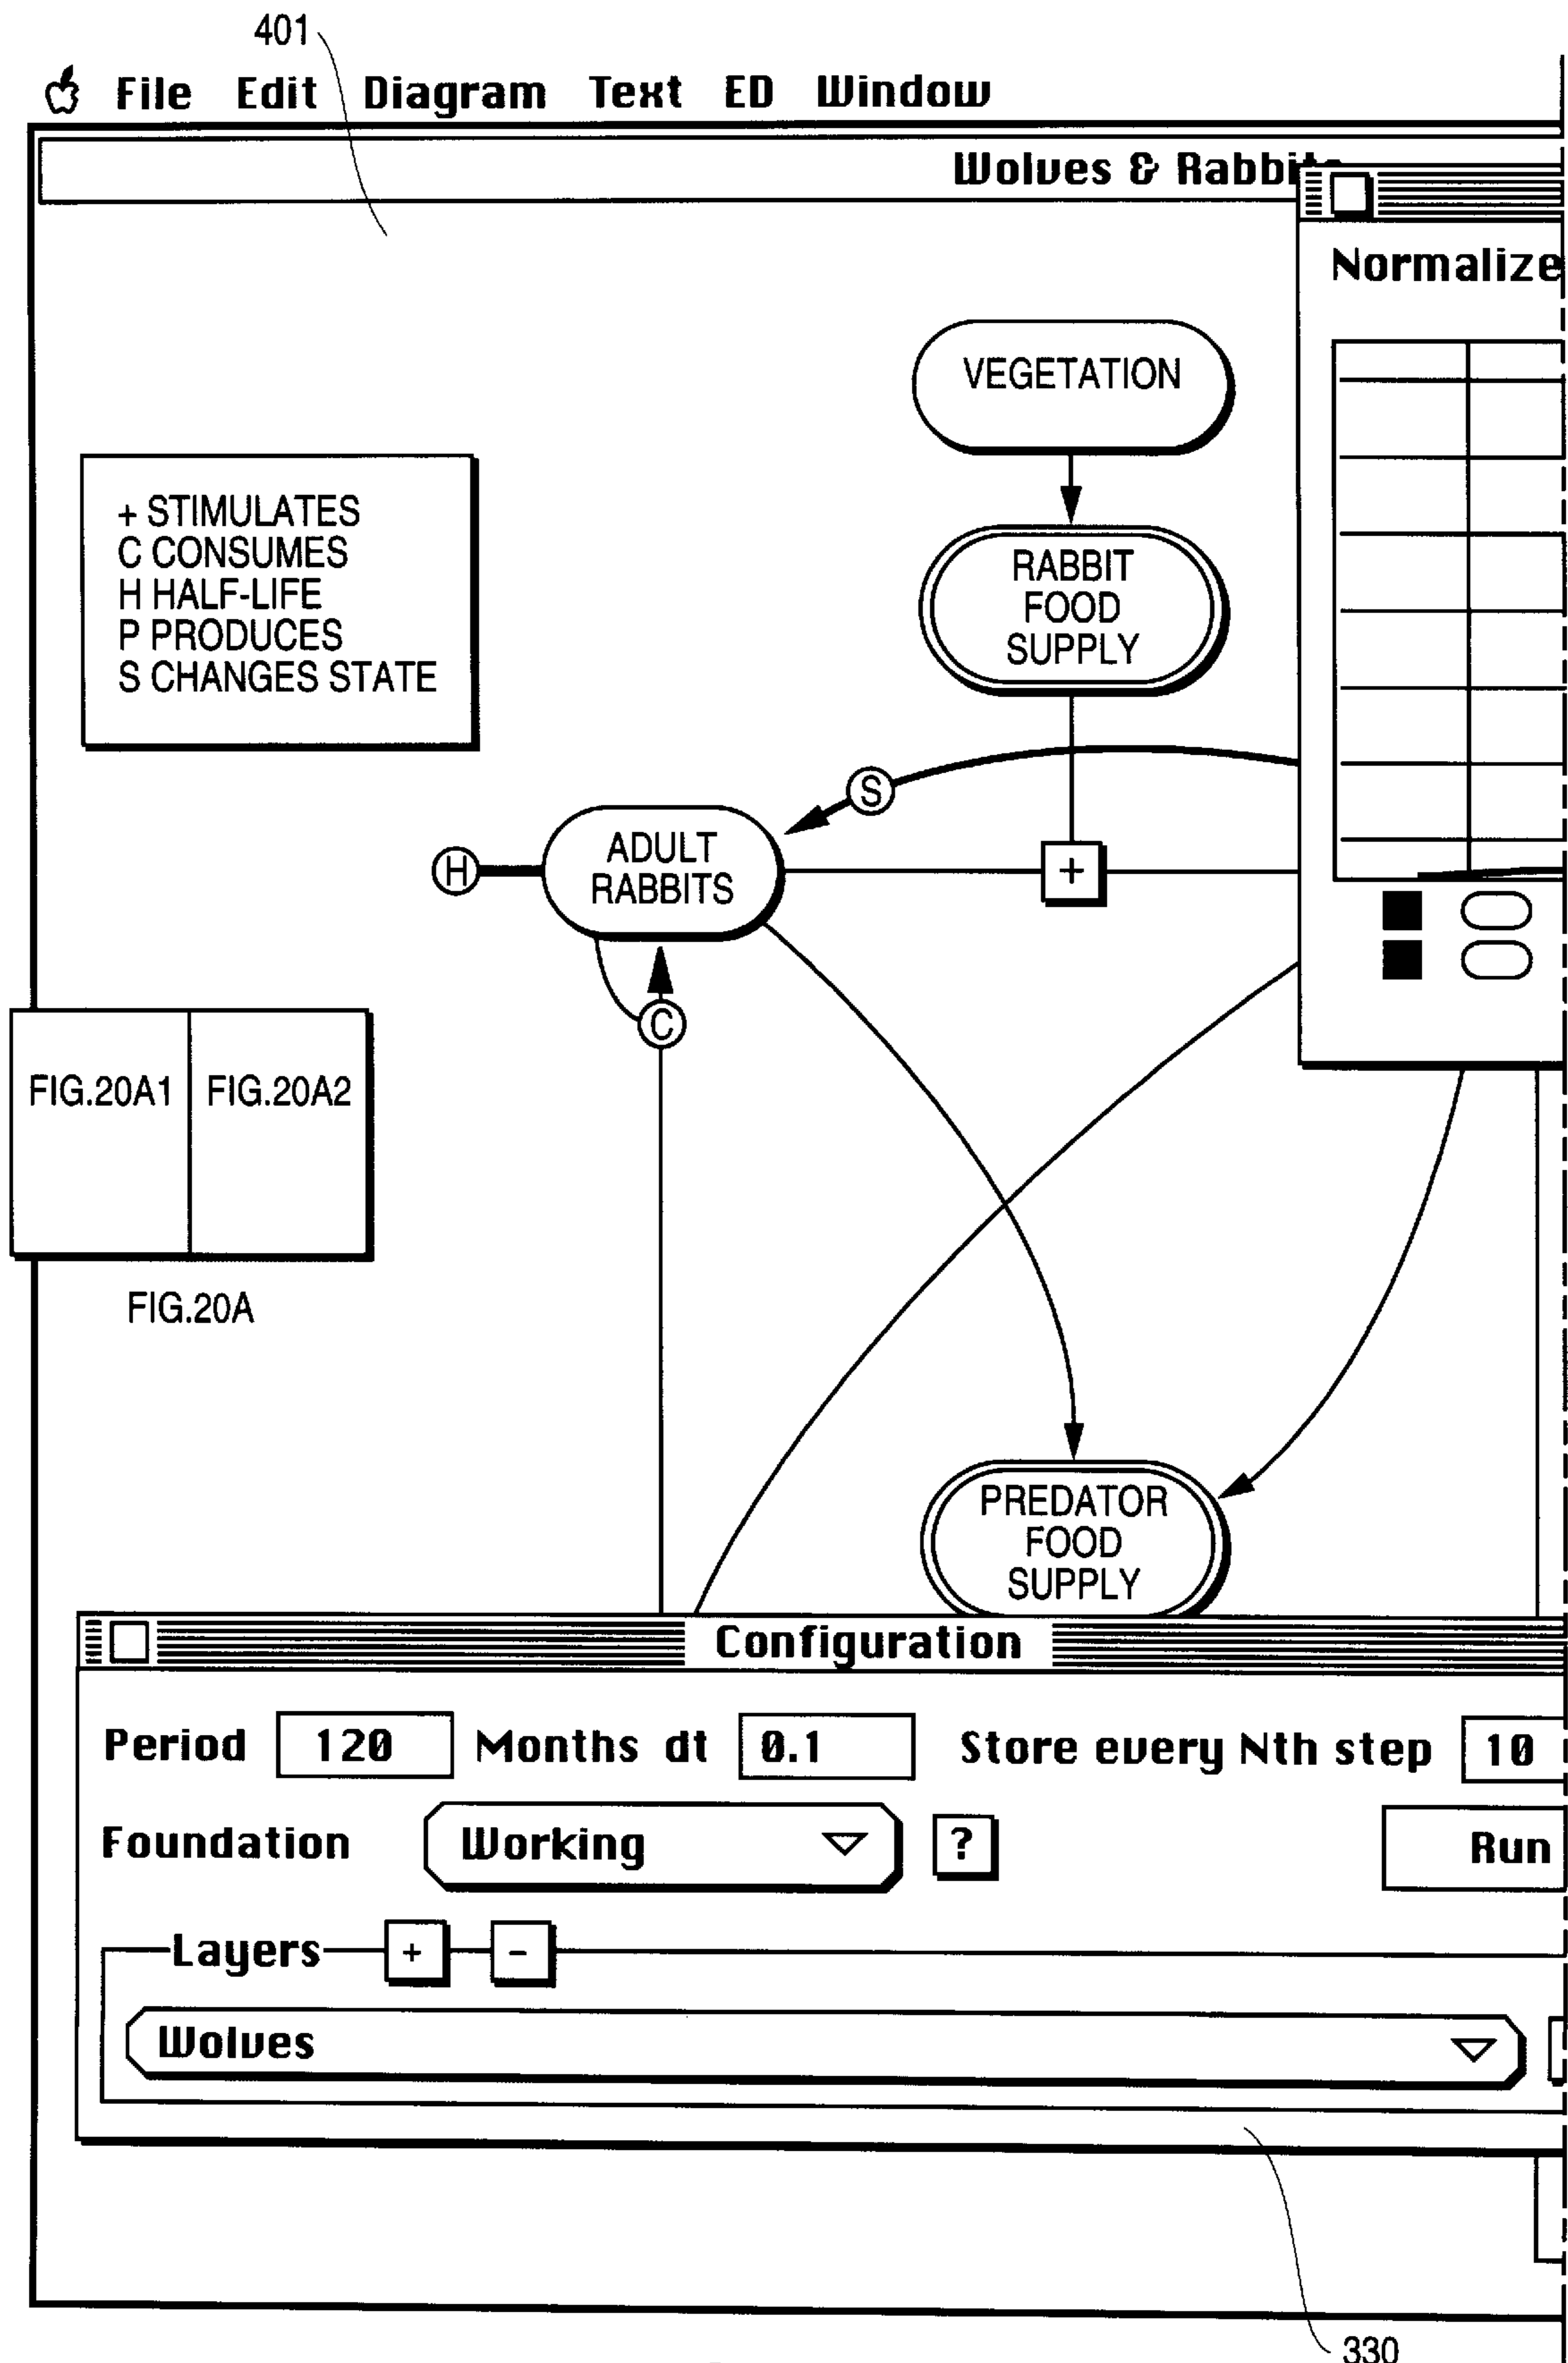 401
File Edit Diagram Text ED Window
Wolves & Rabbits
Normalize
VEGETATION
+ STIMULATES
C CONSUMES
H HALF-LIFE
P PRODUCES
S CHANGES STATE
RABBIT
FOOD
SUPPLY
S
H
ADULT
RABBITS
+
C
FIG.20A1 FIG.20A2
FIG.20A
PREDATOR
FOOD
SUPPLY
Configuration
Period 120 Months dt 0.1 Store every Nth step 10
Foundation Working ? Run
Layers + -
Wolves
330